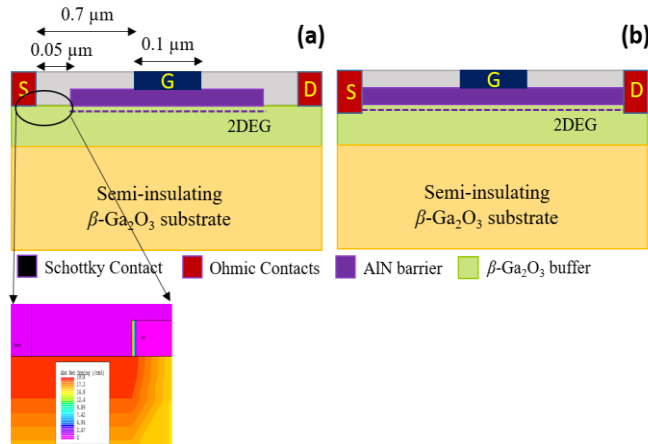 0.7 µm
0.05 µm
0.1 µm
(a)
(b)
S
G
D
S
G
D
2DEG
2DEG
Semi-insulating
β-Ga₂O₃ substrate
Semi-insulating
β-Ga₂O₃ substrate
Schottky Contact
Ohmic Contacts
AlN barrier
β-Ga₂O₃ buffer